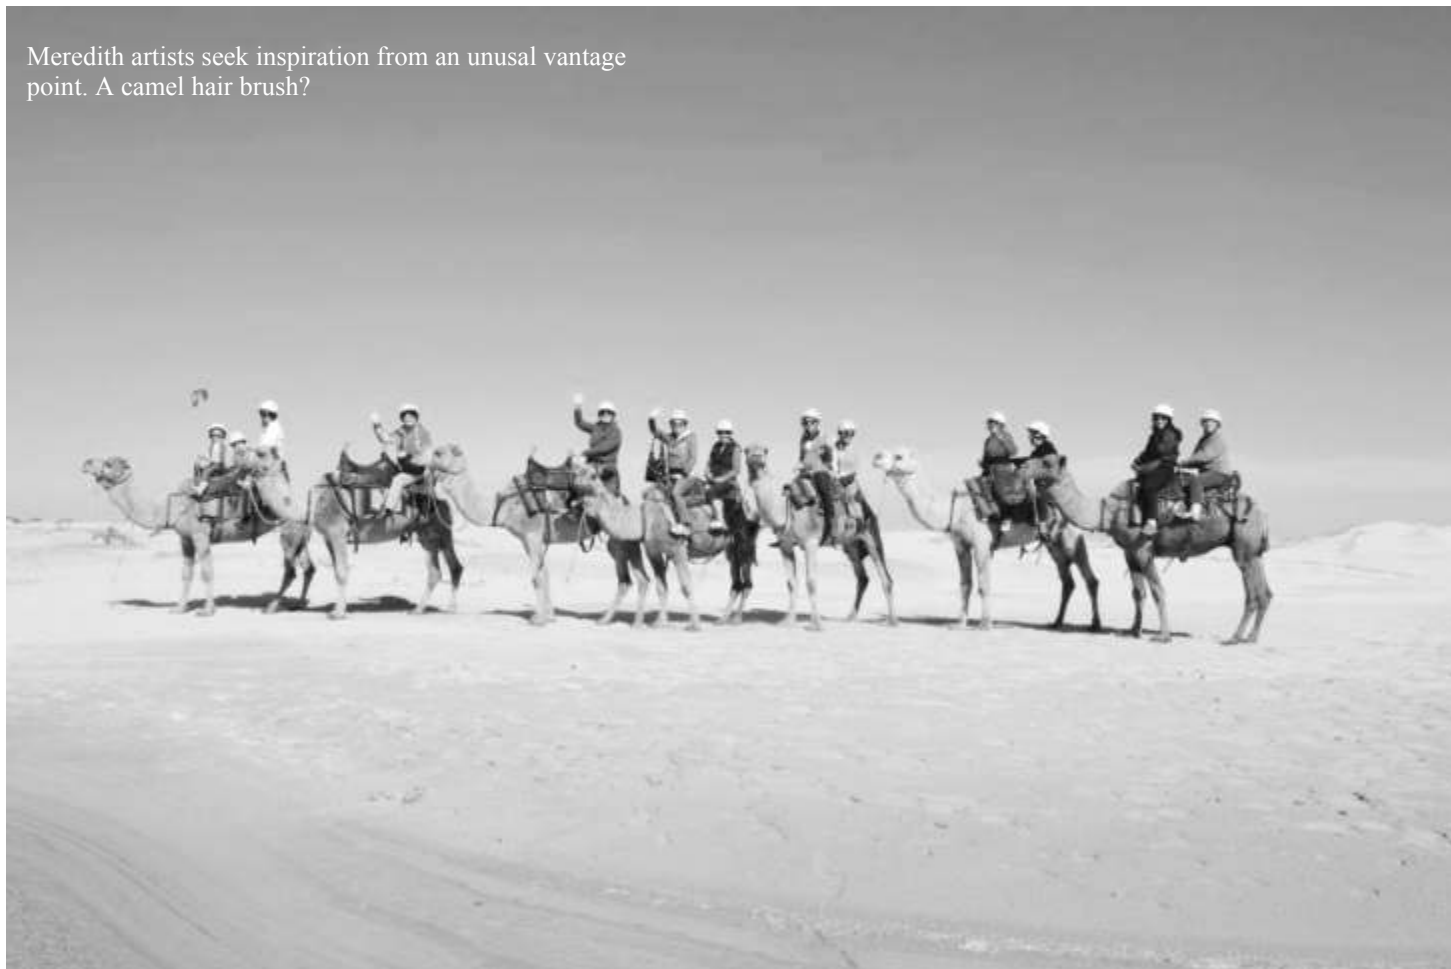 Meredith artists seek inspiration from an unusal vantage
point. A camel hair brush?